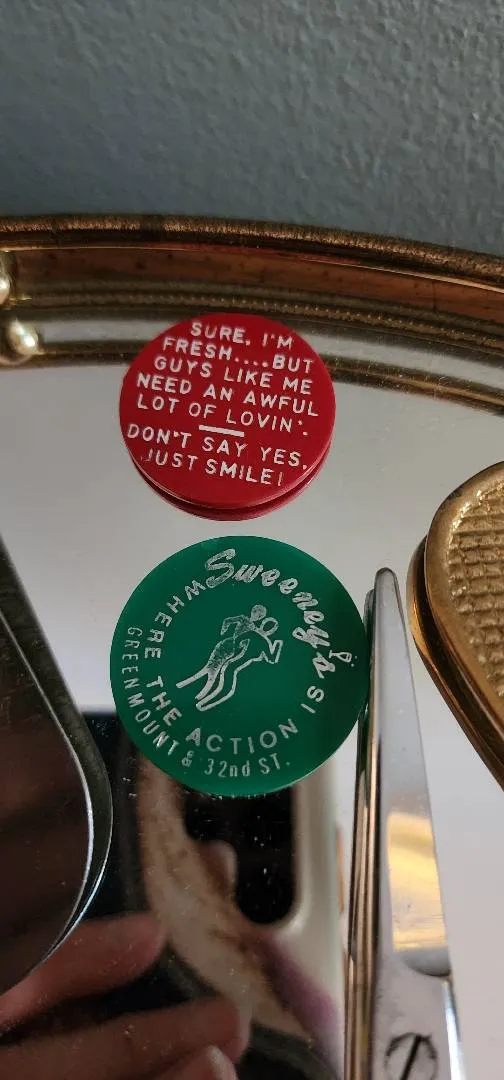 SURE, I'M
FRESH....BUT
GUYS LIKE ME
NEED AN AWFUL
LOT OF LOVIN'.
DON'T SAY YES,
JUST SMILE!
Sweeney's
WHERE THE ACTION IS
GREENMOUNT & 32nd ST.